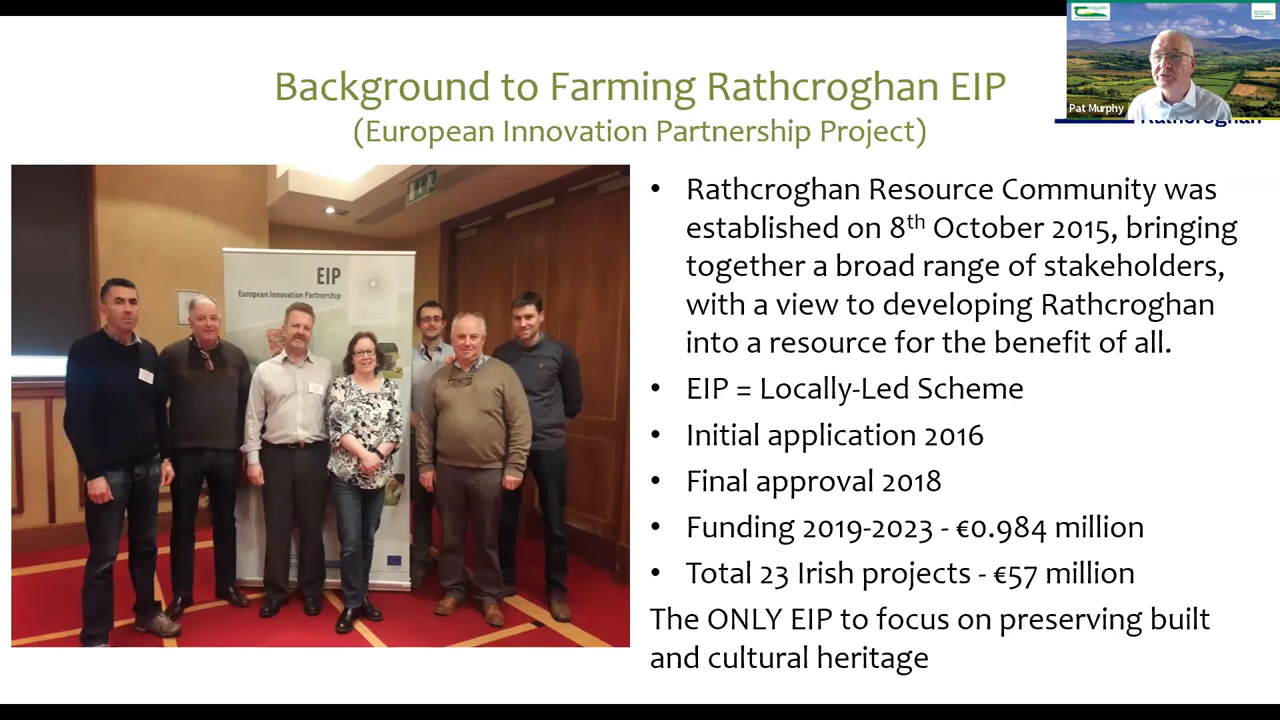 Background to Farming Rathcroghan EIP
(European Innovation Partnership Project)
Pat Murphy
Rathcroghan
EIP
European Innovation Partnership
• Rathcroghan Resource Community was
established on 8th October 2015, bringing
together a broad range of stakeholders,
with a view to developing Rathcroghan
into a resource for the benefit of all.
• EIP = Locally-Led Scheme
• Initial application 2016
• Final approval 2018
• Funding 2019-2023 - €0.984 million
• Total 23 Irish projects - €57 million
The ONLY EIP to focus on preserving built
and cultural heritage